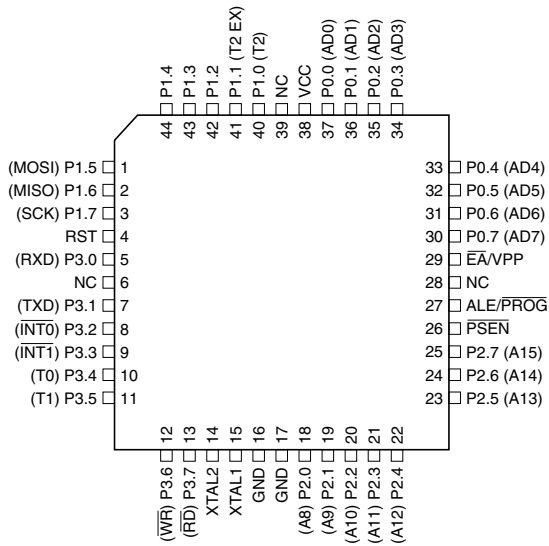 P1.4
P1.3
P1.2
P1.1 (T2 EX)
P1.0 (T2)
NC
VCC
P0.0 (AD0)
P0.1 (AD1)
P0.2 (AD2)
P0.3 (AD3)
44
43
42
41
40
39
38
37
36
35
34
(MOSI) P1.5 1
(MISO) P1.6 2
(SCK) P1.7 3
RST 4
(RXD) P3.0 5
NC 6
(TXD) P3.1 7
(INT0) P3.2 8
(INT1) P3.3 9
(T0) P3.4 10
(T1) P3.5 11
33 P0.4 (AD4)
32 P0.5 (AD5)
31 P0.6 (AD6)
30 P0.7 (AD7)
29 EA/VPP
28 NC
27 ALE/PROG
26 PSEN
25 P2.7 (A15)
24 P2.6 (A14)
23 P2.5 (A13)
12
13
14
15
16
17
18
19
20
21
22
(WR) P3.6
(RD) P3.7
XTAL2
XTAL1
GND
GND
(A8) P2.0
(A9) P2.1
(A10) P2.2
(A11) P2.3
(A12) P2.4